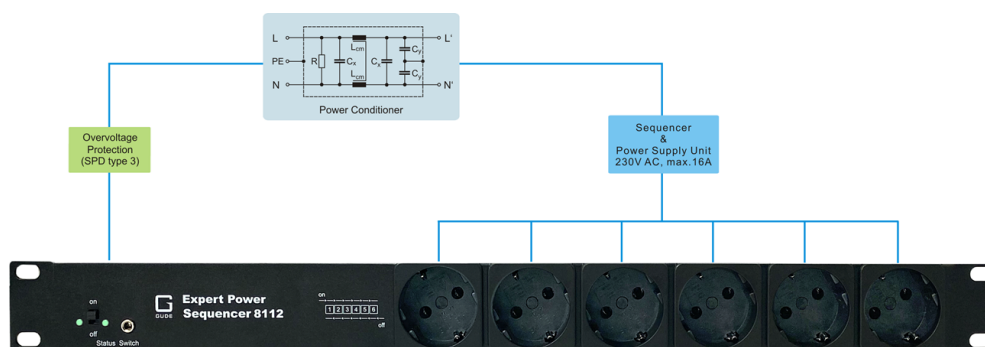 L
L'
Lcm
Cy
PE
R
Cx
Cx
Lcm
Cy
N
N'
Power Conditioner
Overvoltage
Protection
(SPD type 3)
Sequencer
&
Power Supply Unit
230V AC, max.16A
on
off
Status Switch
G
GUDE
Expert Power
Sequencer 8112
on
1 2 3 4 5 6
off